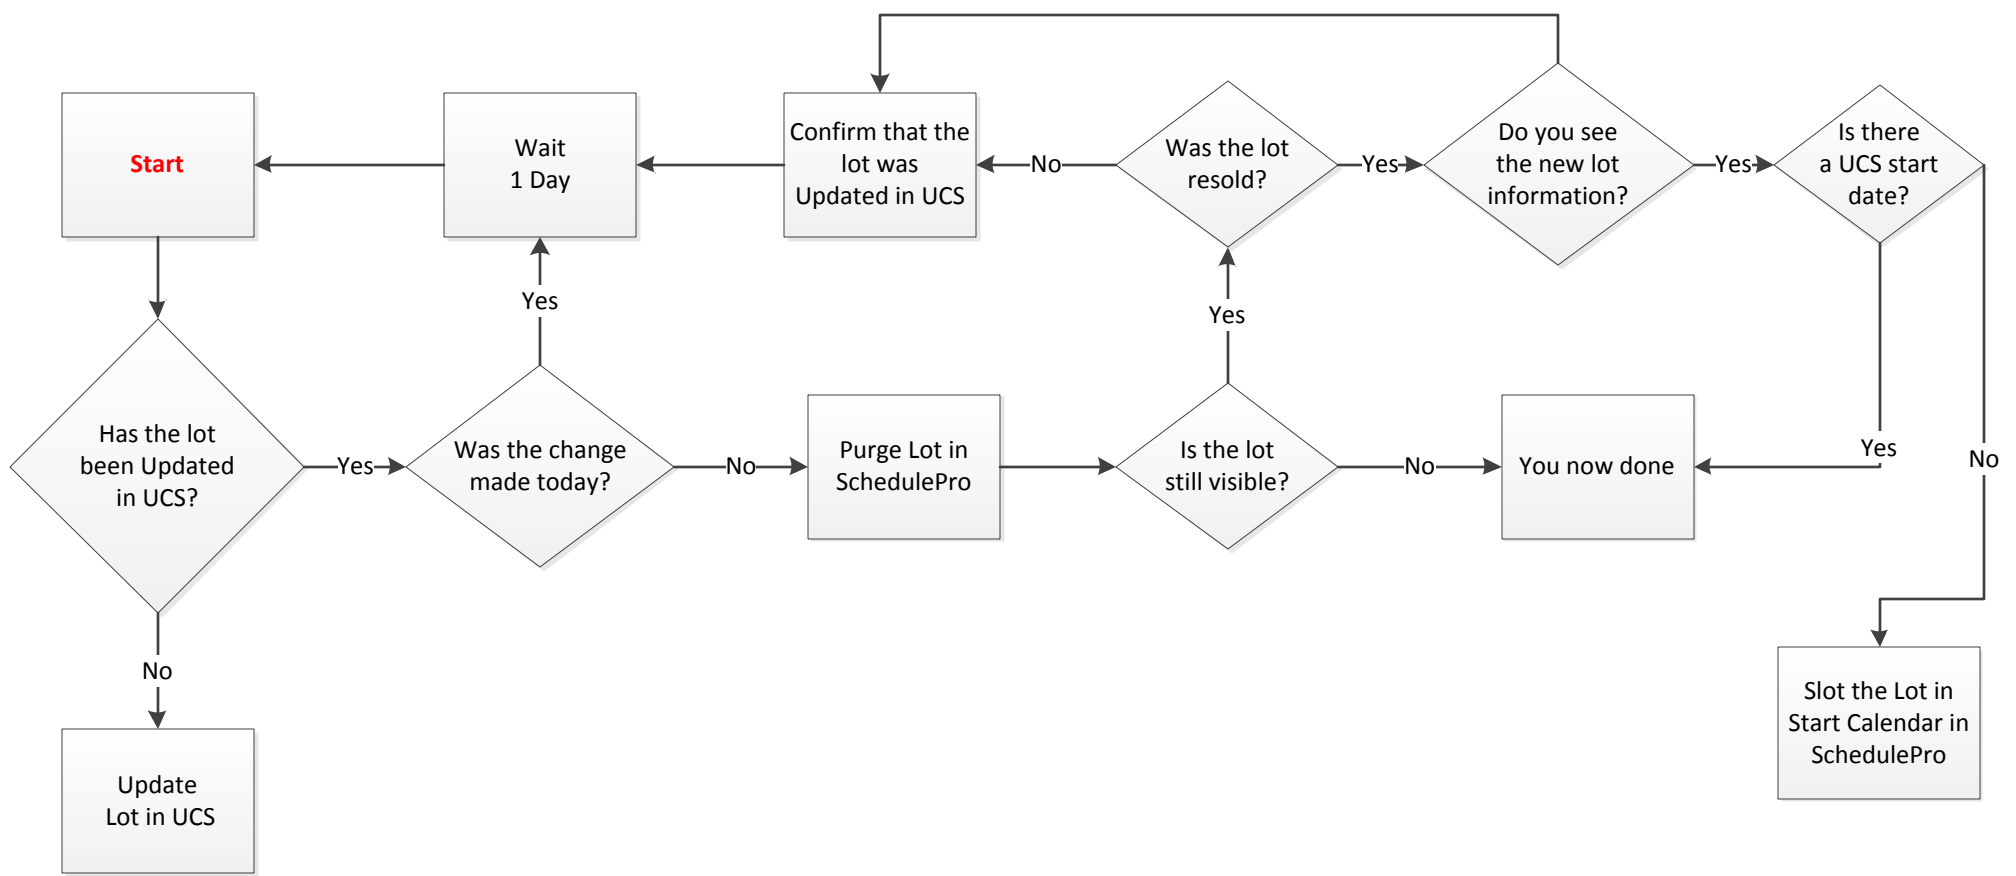 Start
Wait
1 Day
Confirm that the
lot was
Updated in UCS
No
Was the lot
resold?
Yes
Do you see
the new lot
information?
Yes
Is there
a UCS start
date?
Yes
Yes
Has the lot
been Updated
in UCS?
Yes
Was the change
made today?
No
Purge Lot in
SchedulePro
Is the lot
still visible?
No
You now done
Yes
No
No
Update
Lot in UCS
Slot the Lot in
Start Calendar in
SchedulePro